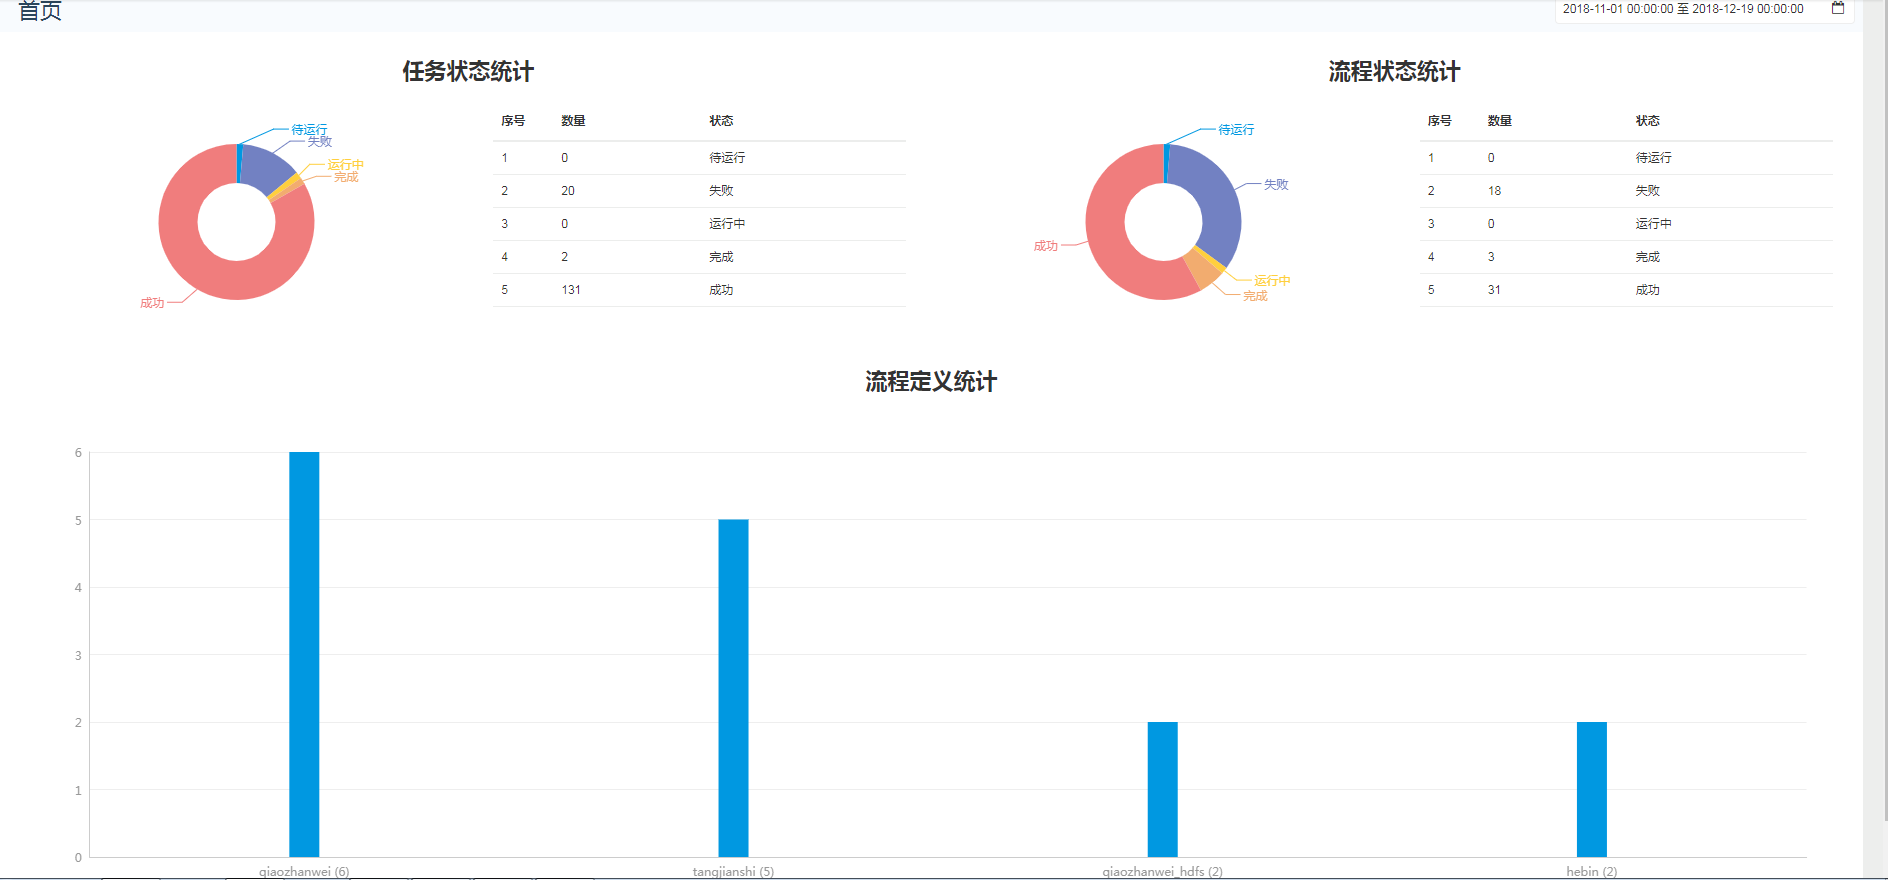 首页
2018-11-01 00:00:00 至 2018-12-19 00:00:00
任务状态统计
待运行
失败
运行中
完成
成功
序号 数量 状态
1 0 待运行
2 20 失败
3 0 运行中
4 2 完成
5 131 成功
流程状态统计
待运行
失败
成功
运行中
完成
序号 数量 状态
1 0 待运行
2 18 失败
3 0 运行中
4 3 完成
5 31 成功
流程定义统计
6
5
4
3
2
1
0
qiaozhanwei (6) tangjianshi (5) qiaozhanwei_hdfs (2) hebin (2)